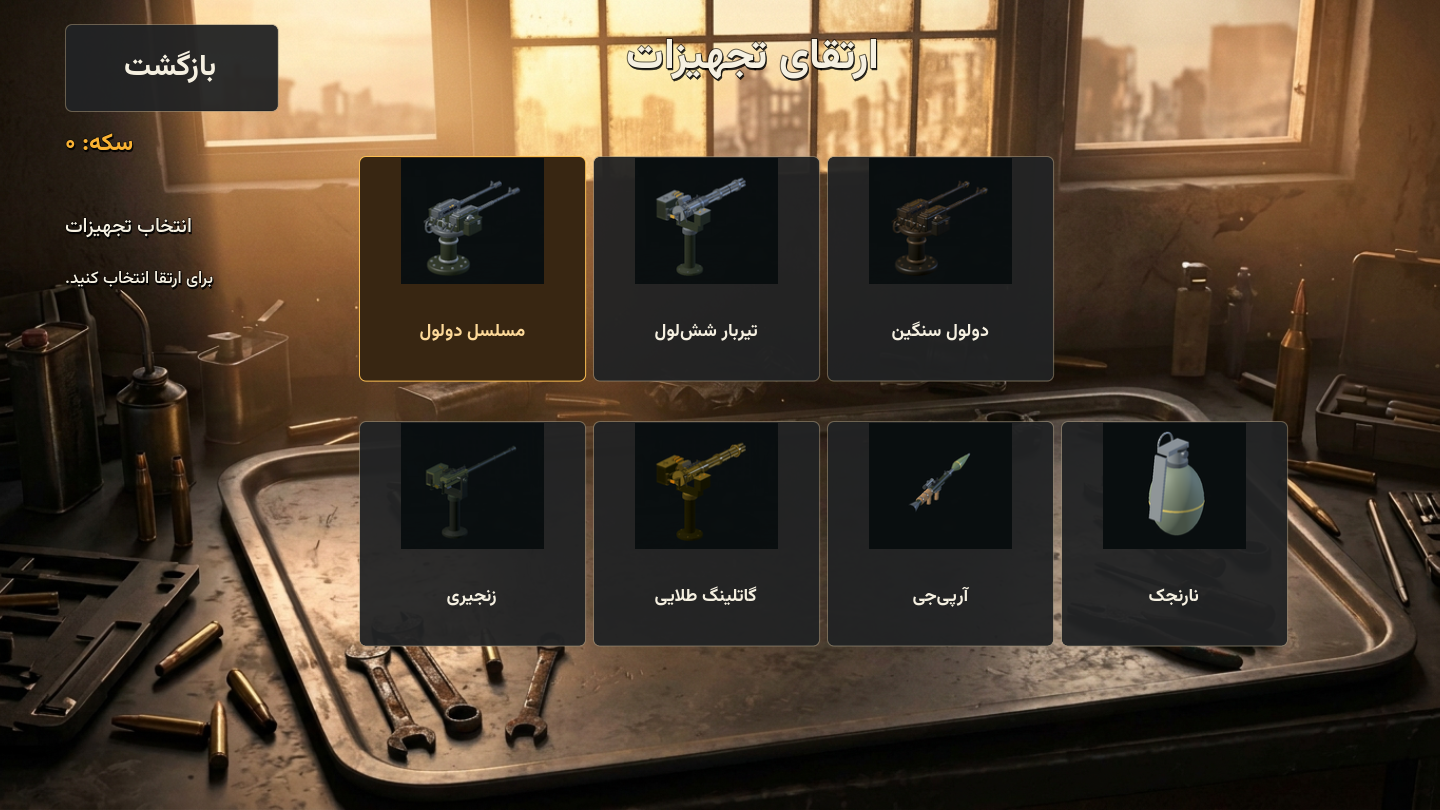 ارتقای تجهیزات
بازگشت
سکه: ۰
انتخاب تجهیزات
برای ارتقا انتخاب کنید.
دولول سنگین
تیربار شش‌لول
مسلسل دولول
نارنجک
آرپی‌جی
گاتلینگ طلایی
زنجیری